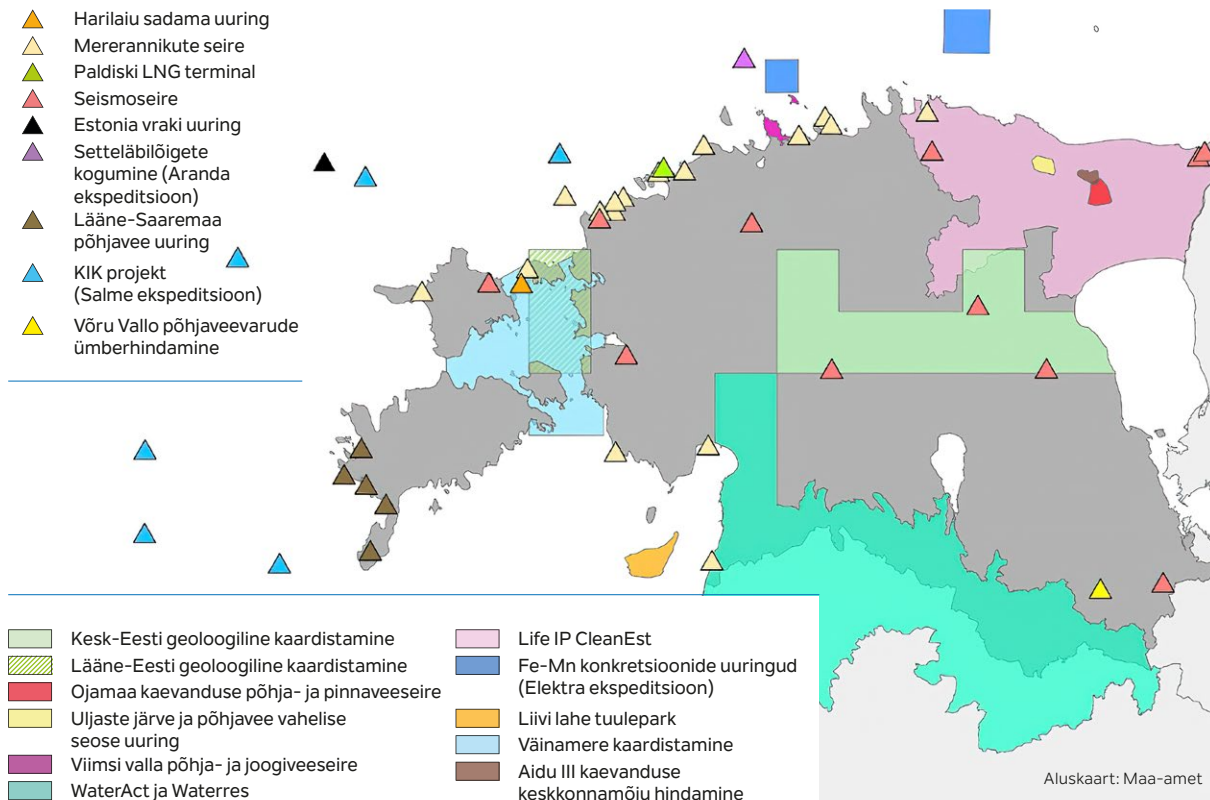 Harilaiu sadama uuring
Mererannikute seire
Paldiski LNG terminal
Seismoseire
Estonia vraki uuring
Setteläbilõigete
kogumine (Aranda
ekspeditsioon)
Lääne-Saaremaa
põhjavee uuring
KIK projekt
(Salme ekspeditsioon)
Võru Vallo põhjaveevarude
ümberhindamine
Kesk-Eesti geoloogiline kaardistamine
Lääne-Eesti geoloogiline kaardistamine
Ojamaa kaevanduse põhja- ja pinnaveeseire
Uljaste järve ja põhjavee vahelise
seose uuring
Viimsi valla põhja- ja joogiveeseire
WaterAct ja Waterres
Life IP CleanEst
Fe-Mn konkretsioonide uuringud
(Elektra ekspeditsioon)
Liivi lahe tuulepark
Väinamere kaardistamine
Aidu III kaevanduse
keskkonnamõju hindamine
Aluskaart: Maa-amet